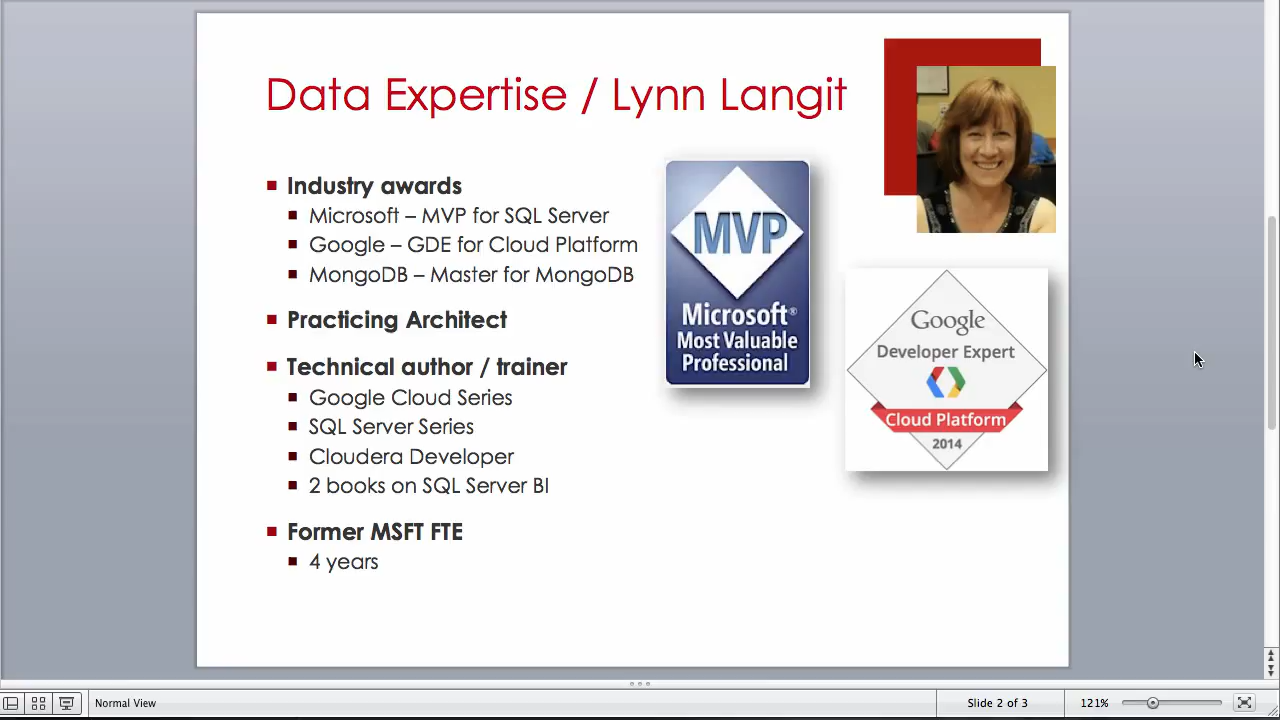 Data Expertise / Lynn Langit
Industry awards
Microsoft – MVP for SQL Server
Google – GDE for Cloud Platform
MongoDB – Master for MongoDB
Practicing Architect
Technical author / trainer
Google Cloud Series
SQL Server Series
Cloudera Developer
2 books on SQL Server BI
Former MSFT FTE
4 years
MVP
Microsoft®
Most Valuable
Professional
Google
Developer Expert
Cloud Platform
2014
Normal View
Slide 2 of 3
121%